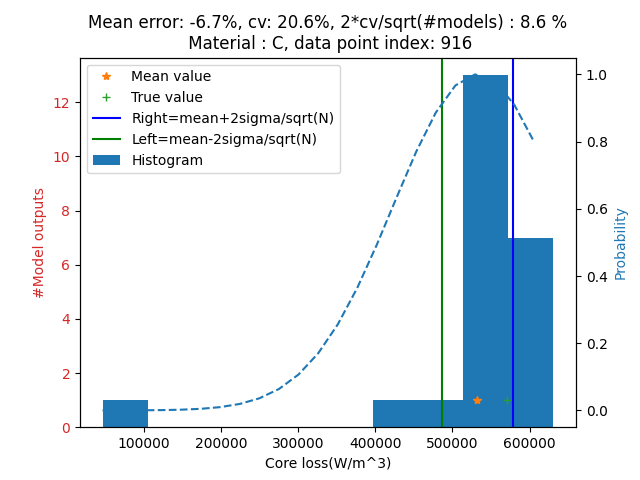 Mean error: -6.7%, cv: 20.6%, 2*cv/sqrt(#models) : 8.6 %
Material : C, data point index: 916
Mean value
True value
Right=mean+2sigma/sqrt(N)
Left=mean-2sigma/sqrt(N)
Histogram
#Model outputs
12
10
8
6
4
2
0
1.0
0.8
0.6
0.4
0.2
0.0
Probability
100000 200000 300000 400000 500000 600000
Core loss(W/m^3)